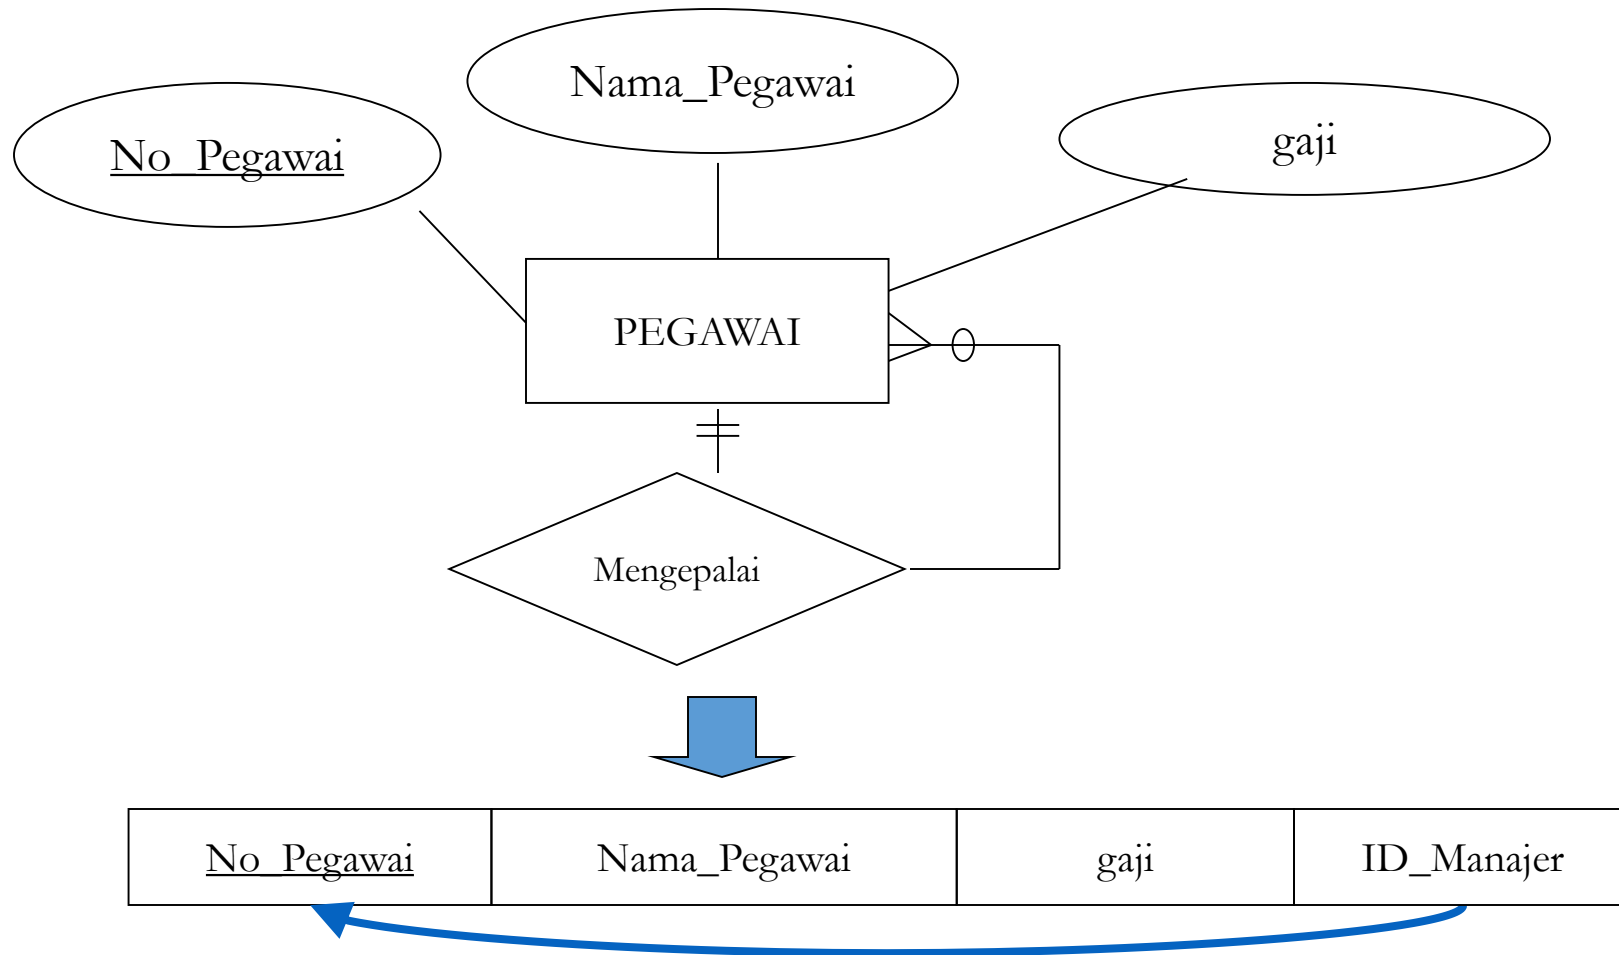 Nama_Pegawai
No_Pegawai
gaji
PEGAWAI
Mengepalai
No_Pegawai
Nama_Pegawai
gaji
ID_Manajer